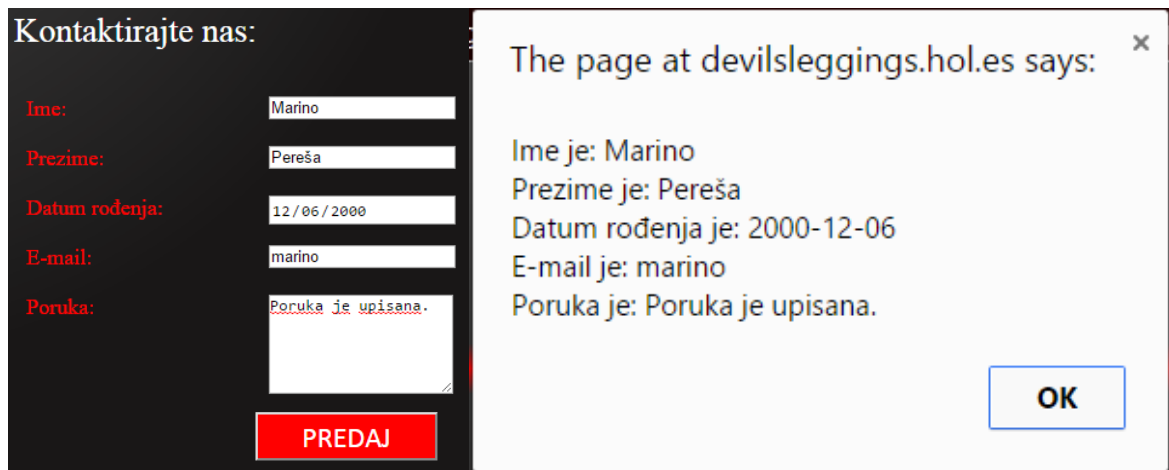 Kontaktirajte nas:
Ime:
Marino
Prezime:
Pereša
Datum rođenja:
12/06/2000
E-mail:
marino
Poruka:
Poruka je upisana.
PREDAJ
The page at devilsleggings.hol.es says:
×
Ime je: Marino
Prezime je: Pereša
Datum rođenja je: 2000-12-06
E-mail je: marino
Poruka je: Poruka je upisana.
OK